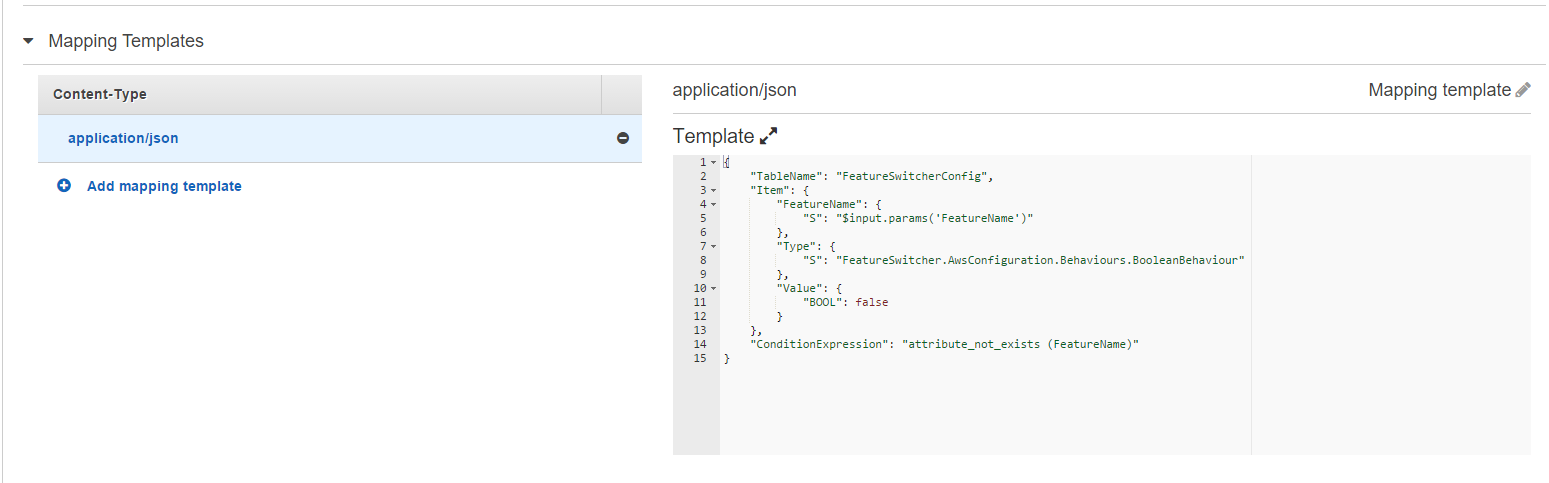 Mapping Templates
Content-Type
application/json
Add mapping template
application/json
Mapping template
Template
1 {
2     "TableName": "FeatureSwitcherConfig",
3     "Item": {
4         "FeatureName": {
5             "S": "$input.params('FeatureName')"
6         },
7         "Type": {
8             "S": "FeatureSwitcher.AwsConfiguration.Behaviours.BooleanBehaviour"
9         },
10         "Value": {
11             "BOOL": false
12         }
13     },
14     "ConditionExpression": "attribute_not_exists (FeatureName)"
15 }